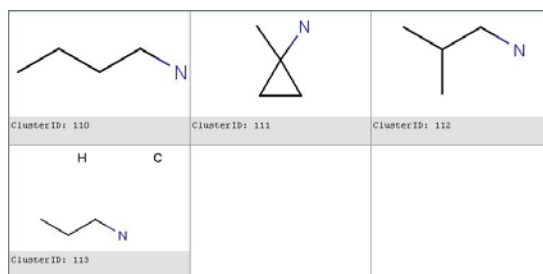 N
N
N
ClusterID: 110
ClusterID: 111
ClusterID: 112
H C
N
ClusterID: 113